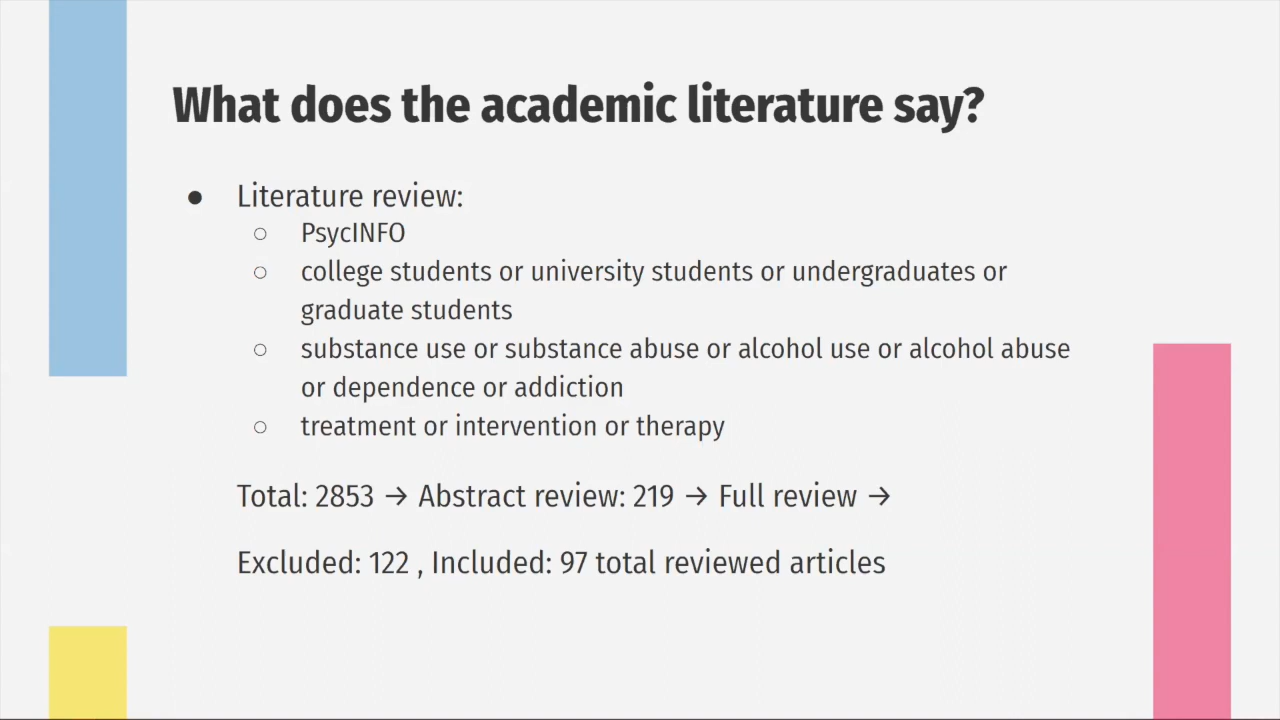 What does the academic literature say?
● Literature review:
○ PsycINFO
○ college students or university students or undergraduates or
graduate students
○ substance use or substance abuse or alcohol use or alcohol abuse
or dependence or addiction
○ treatment or intervention or therapy
Total: 2853 → Abstract review: 219 → Full review →
Excluded: 122 , Included: 97 total reviewed articles